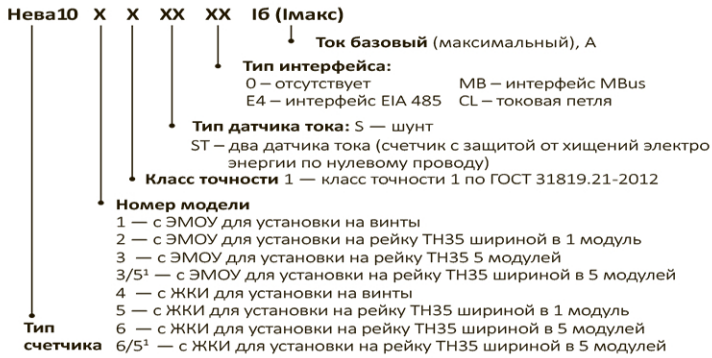 Нева10 X X XX XX Iб (Iмакс)
Ток базовый (максимальный), А
Тип интерфейса:
0 – отсутствует MB – интерфейс MBus
E4 – интерфейс EIA 485 CL – токовая петля
Тип датчика тока: S — шунт
ST – два датчика тока (счетчик с защитой от хищений электро
энергии по нулевому проводу)
Класс точности 1 — класс точности 1 по ГОСТ 31819.21-2012
Номер модели
1 — с ЭМОУ для установки на винты
2 — с ЭМОУ для установки на рейку ТН35 шириной в 1 модуль
3 — с ЭМОУ для установки на рейку ТН35 5 модулей
3/5¹ — с ЭМОУ для установки на рейку ТН35 шириной в 5 модулей
4 — с ЖКИ для установки на винты
5 — с ЖКИ для установки на рейку ТН35 шириной в 1 модуль
Тип 6 — с ЖКИ для установки на рейку ТН35 шириной в 5 модулей
счетчика 6/5¹ — с ЖКИ для установки на рейку ТН35 шириной в 5 модулей